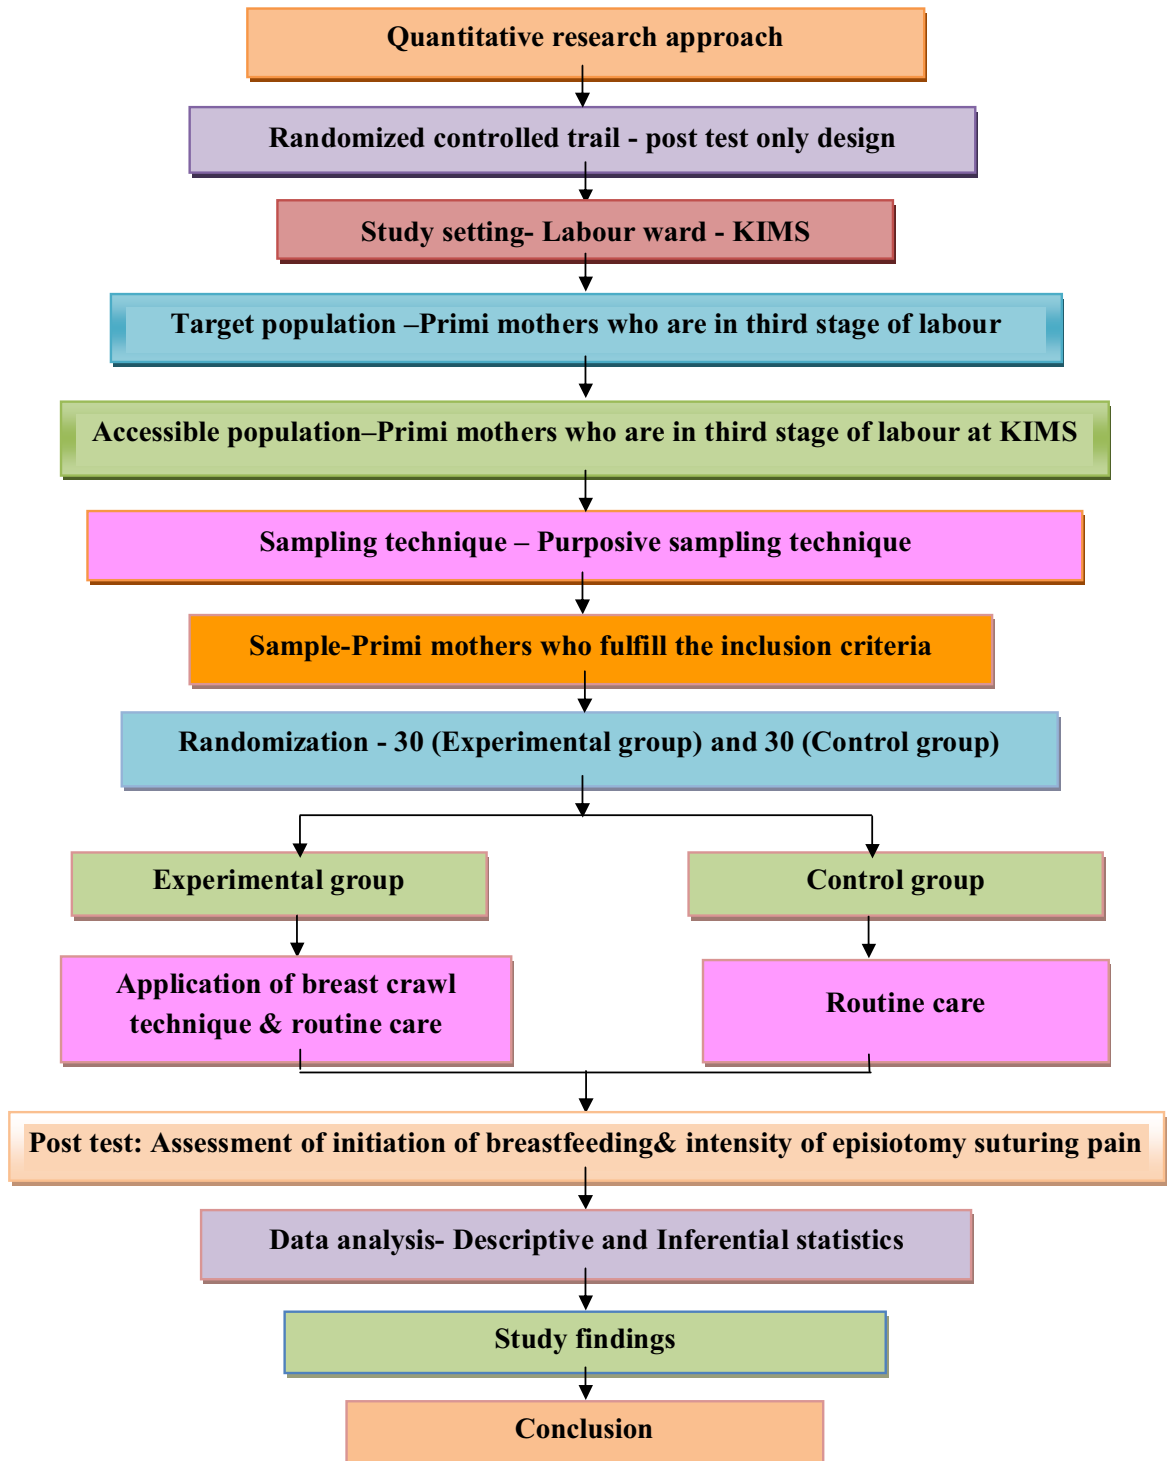 Quantitative research approach
Randomized controlled trail - post test only design
Study setting- Labour ward - KIMS
Target population –Primi mothers who are in third stage of labour
Accessible population–Primi mothers who are in third stage of labour at KIMS
Sampling technique – Purposive sampling technique
Sample-Primi mothers who fulfill the inclusion criteria
Randomization - 30 (Experimental group) and 30 (Control group)
Experimental group
Control group
Application of breast crawl
technique & routine care
Routine care
Post test: Assessment of initiation of breastfeeding& intensity of episiotomy suturing pain
Data analysis- Descriptive and Inferential statistics
Study findings
Conclusion